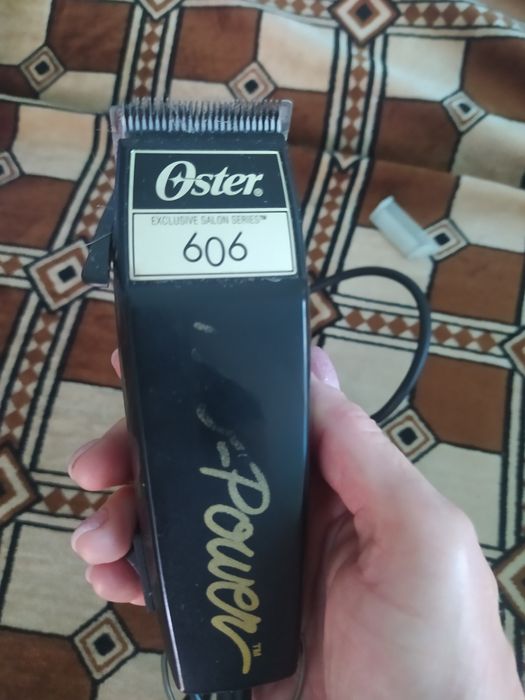 Oster®
EXCLUSIVE SALON SERIES™
606
Power™